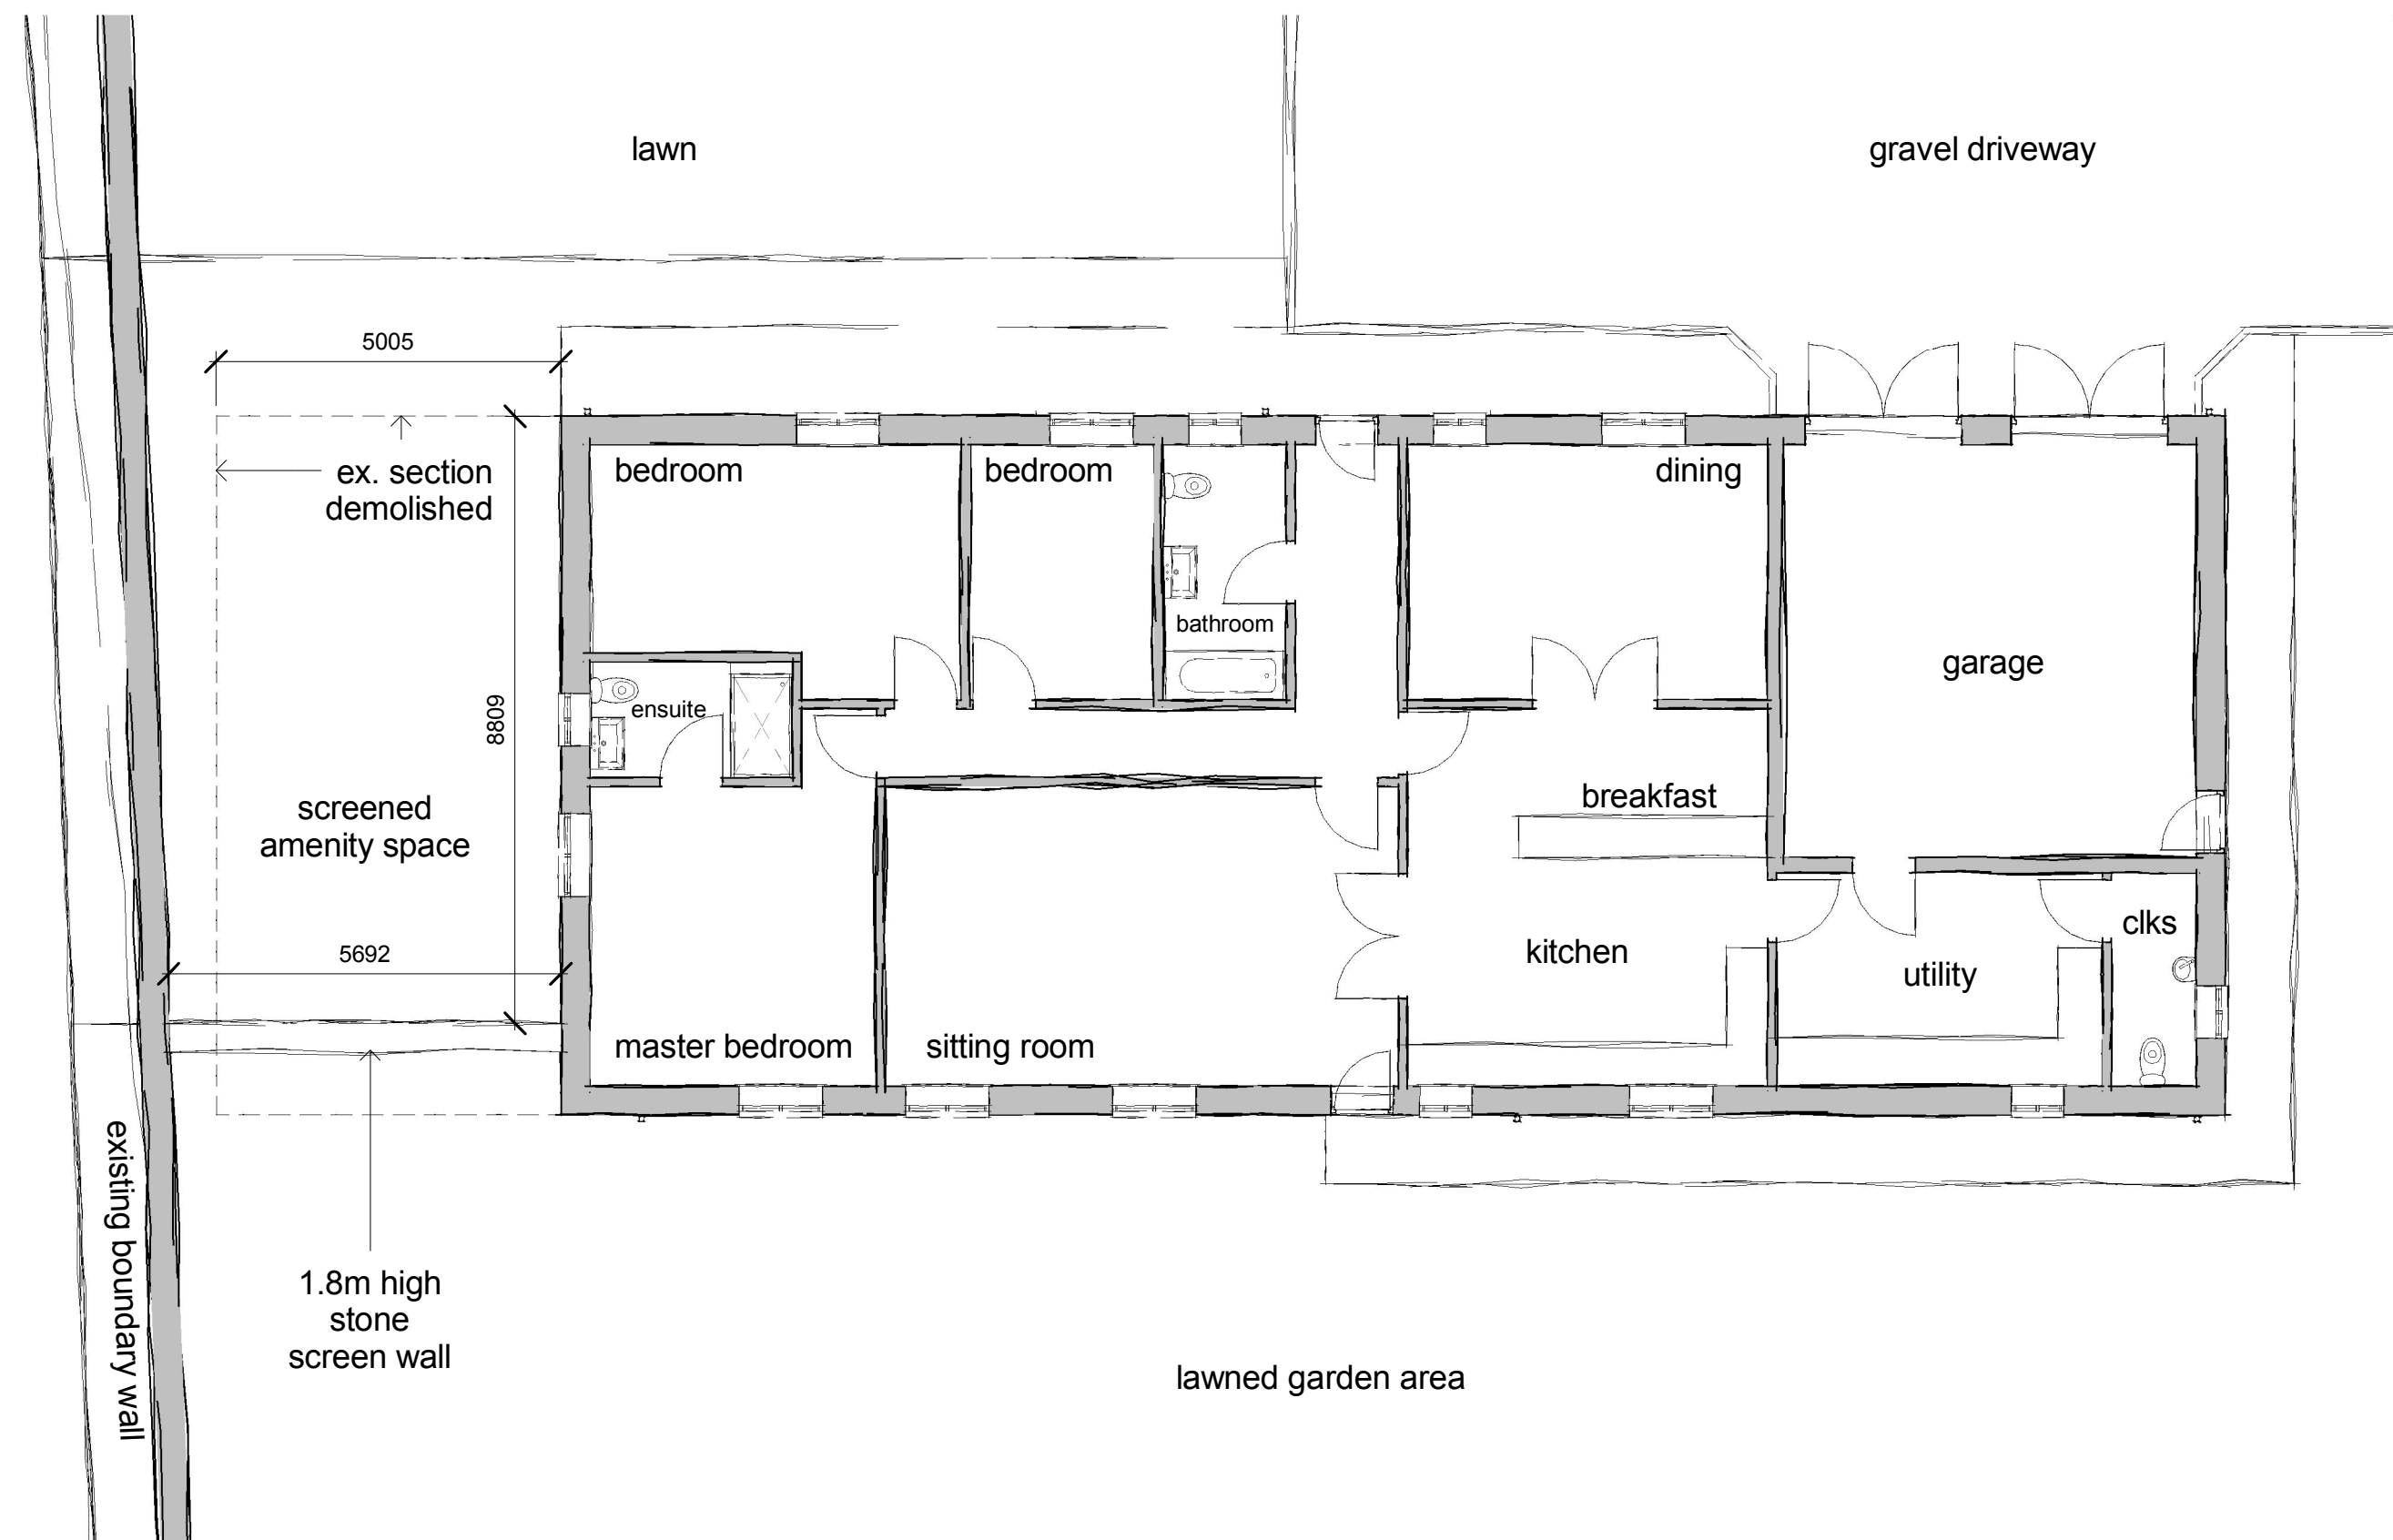 lawn
gravel driveway
5005
ex. section
demolished
bedroom
bedroom
dining
bathroom
garage
ensuite
8809
screened
amenity space
breakfast
clks
kitchen
utility
5692
master bedroom
sitting room
existing boundary wall
1.8m high
stone
screen wall
lawned garden area